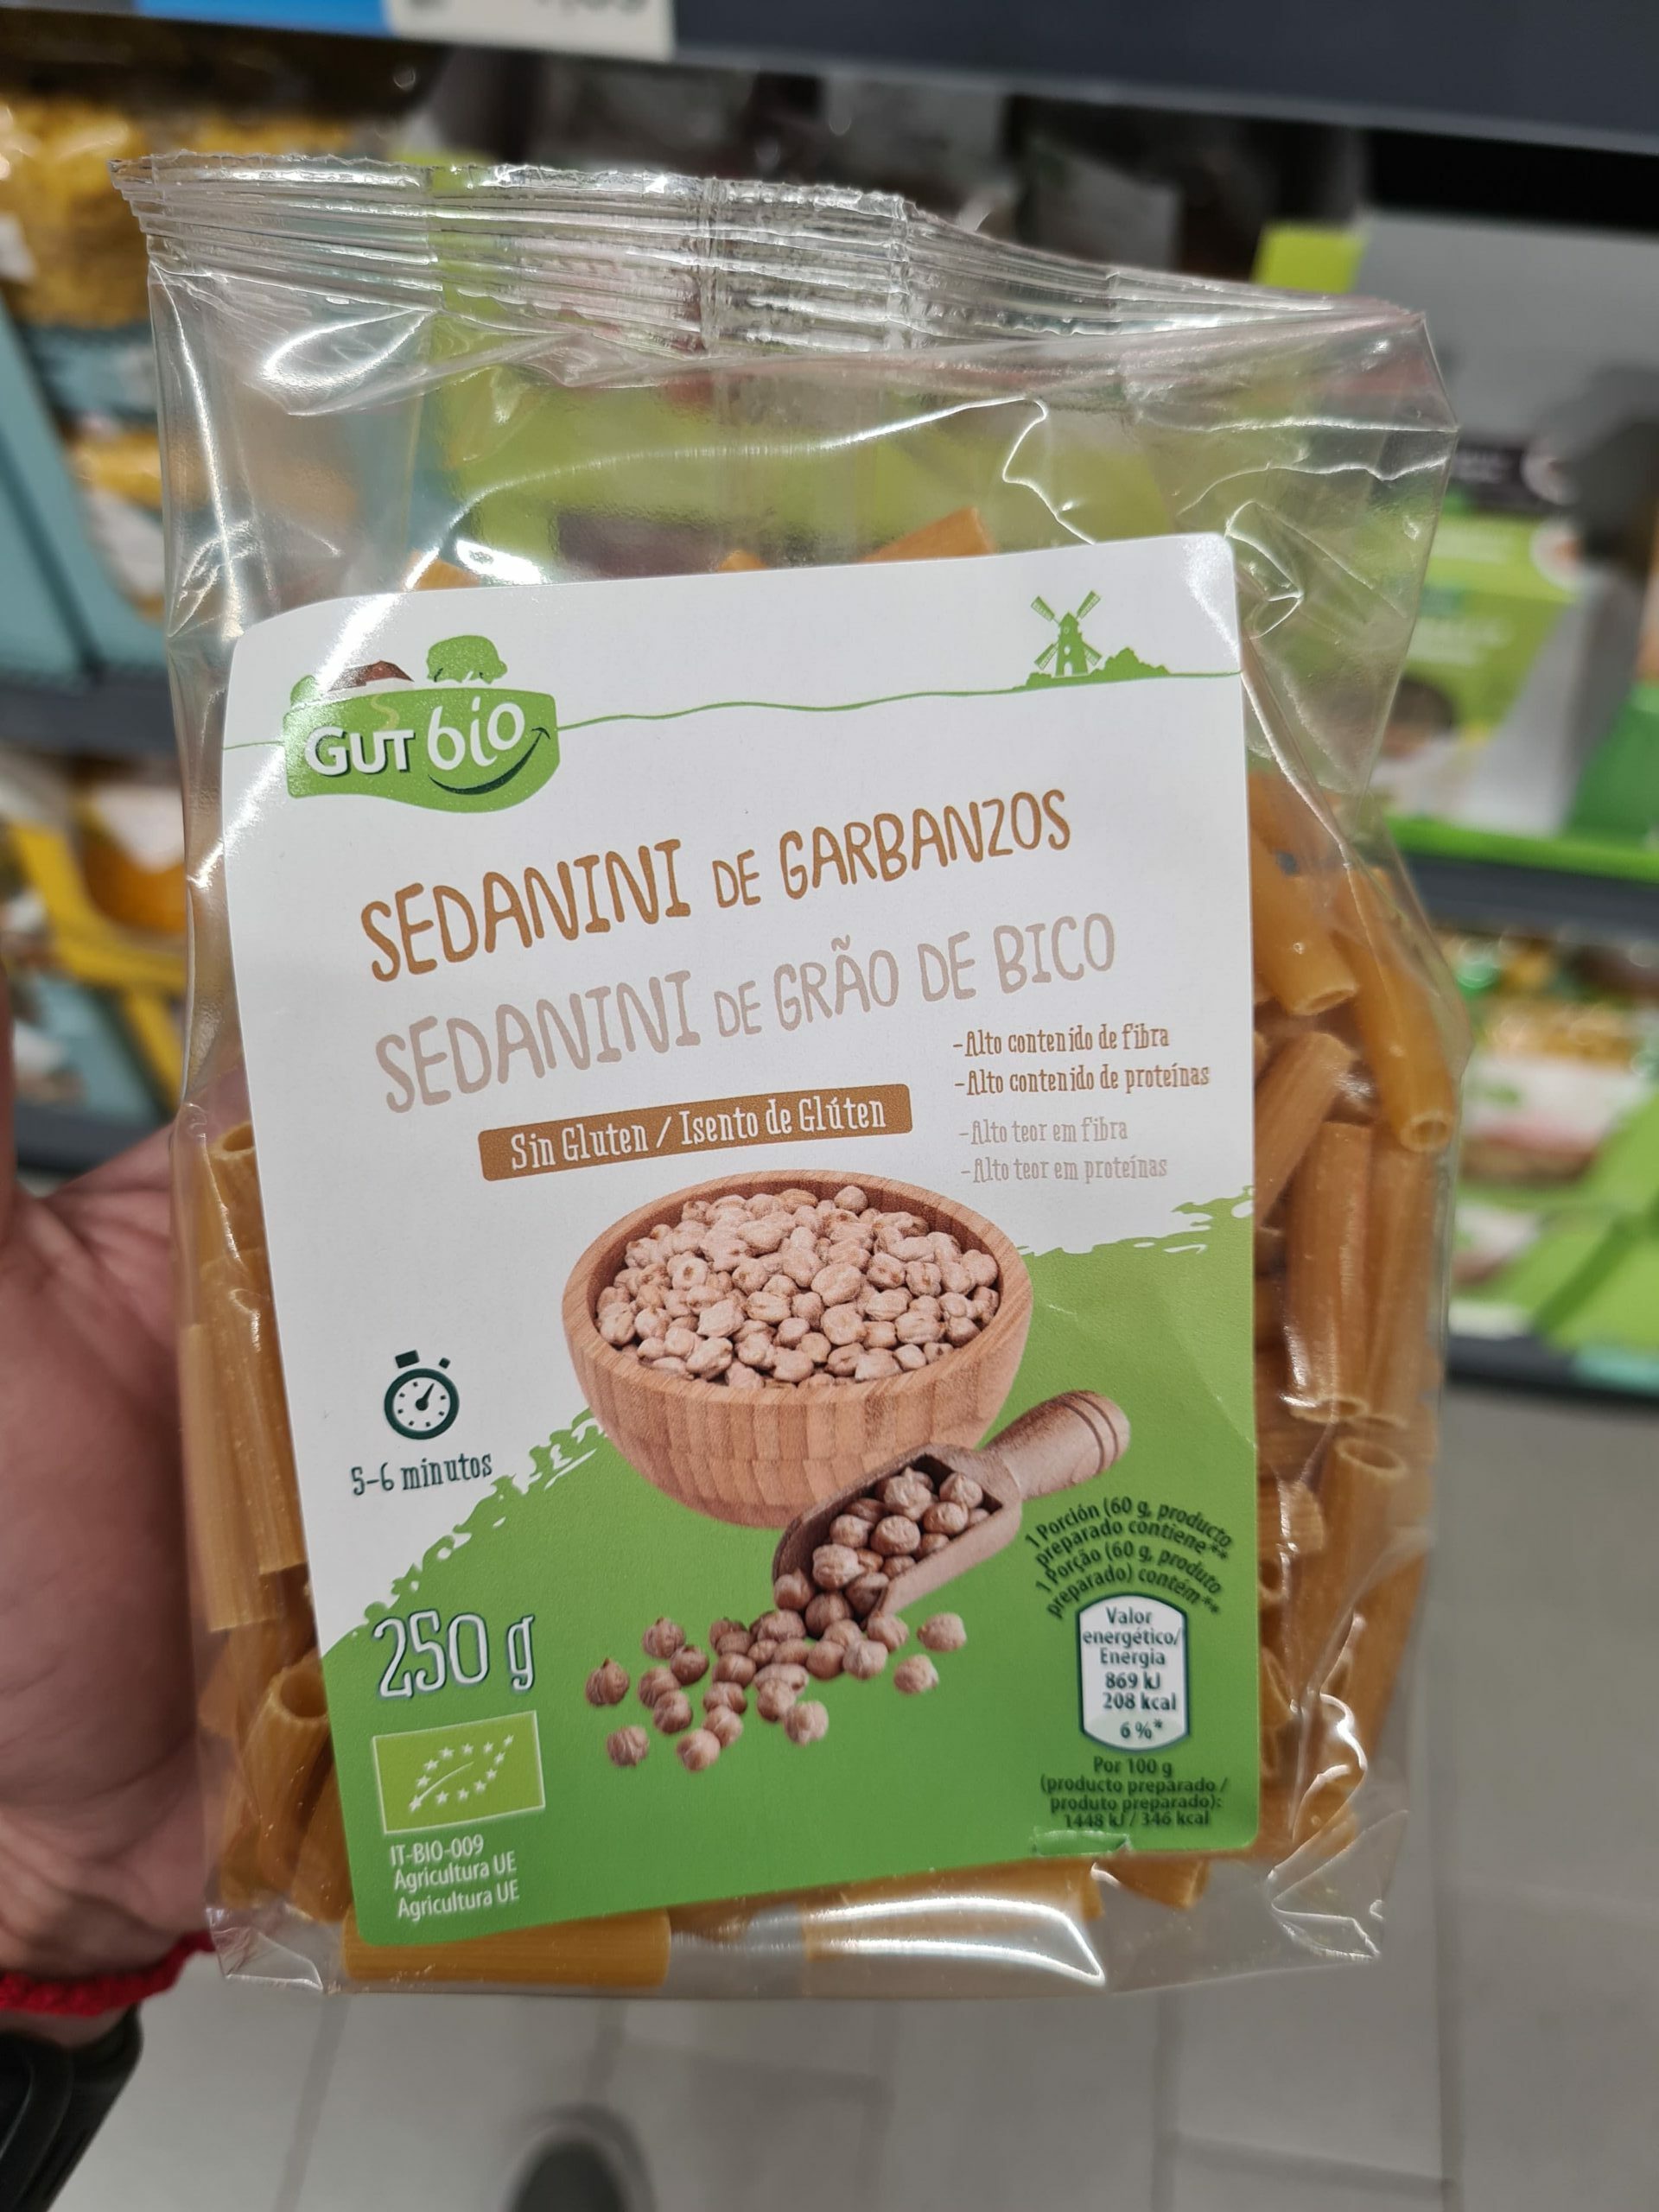 GUT bio
SEDANINI DE GARBANZOS
SEDANINI DE GRÃO DE BICO
-Alto contenido de fibra
-Alto contenido de proteínas
-Alto teor em fibra
-Alto teor em proteínas
Sin Gluten / Isento de Glúten
5-6 minutos
1 Porción (60 g, producto
preparado contiene**
1 Porção (60 g, produto
preparado) contém**
Valor
energético/
Energia
869 kJ
208 kcal
6%*
Por 100 g
(producto preparado /
produto preparado):
1448 kJ / 346 kcal
250 g
IT-BIO-009
Agricultura UE
Agricultura UE